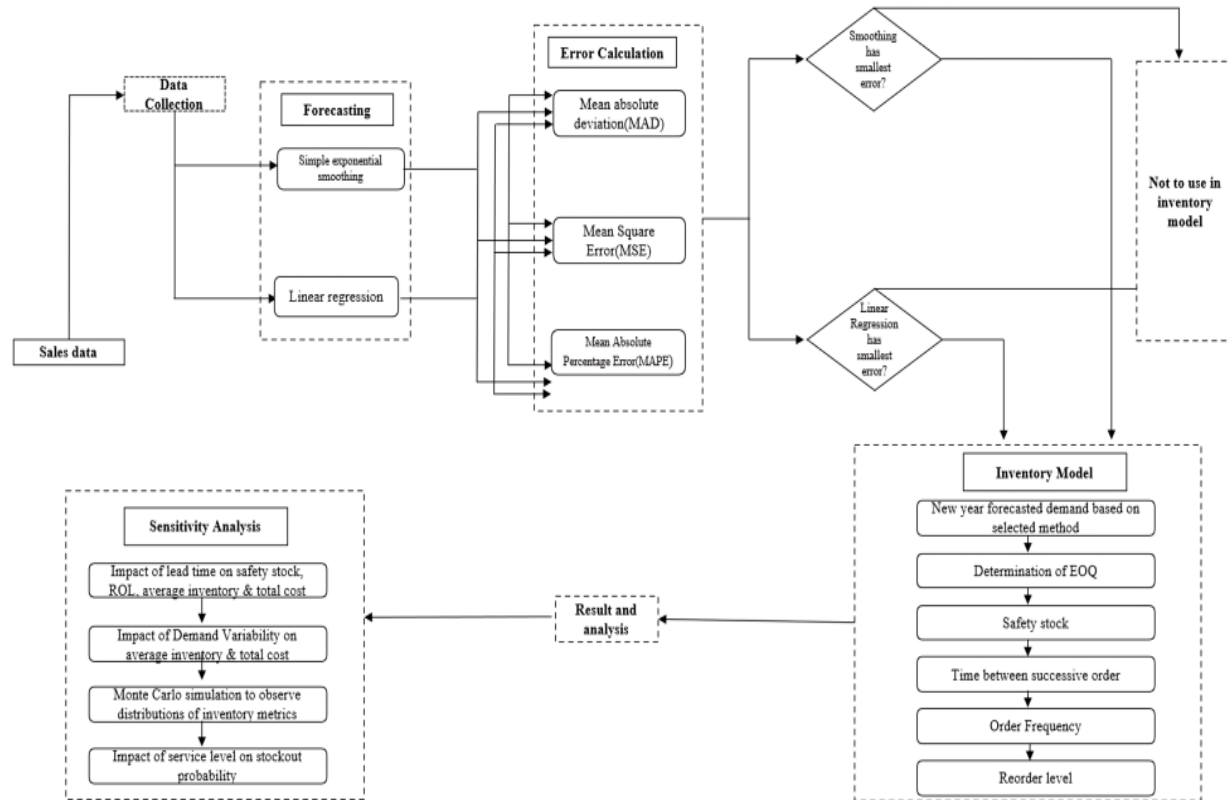 Sales data
Data
Collection
Forecasting
Simple exponential
smoothing
Linear regression
Error Calculation
Mean absolute
deviation(MAD)
Mean Square
Error(MSE)
Mean Absolute
Percentage Error(MAPE)
Smoothing
has
smallest
error?
Linear
Regression
has
smallest
error?
Not to use in
inventory
model
Inventory Model
New year forecasted demand based on
selected method
Determination of EOQ
Safety stock
Time between successive order
Order Frequency
Reorder level
Result and
analysis
Sensitivity Analysis
Impact of lead time on safety stock,
ROL, average inventory & total cost
Impact of Demand Variability on
average inventory & total cost
Monte Carlo simulation to observe
distributions of inventory metrics
Impact of service level on stockout
probability